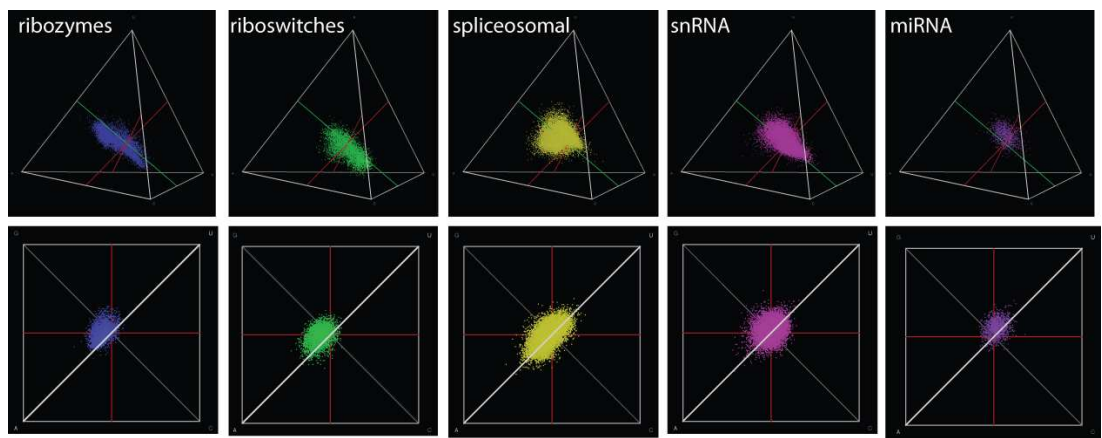 ribozymes
riboswitches
spliceosomal
snRNA
miRNA
G U
A C
G U
A C
G U
A G
G U
A G
G U
A C